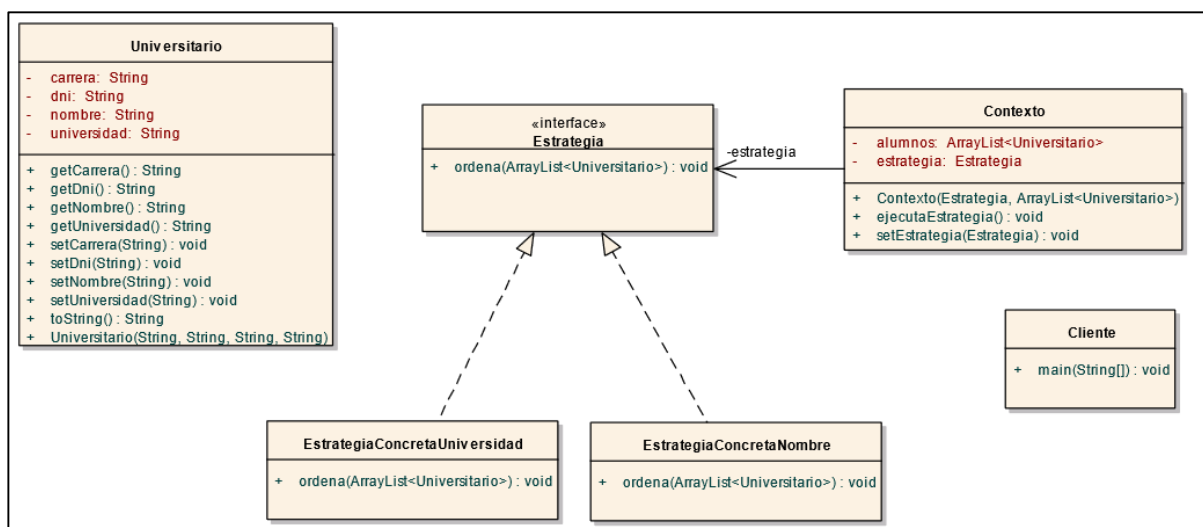 Universitario
- carrera: String
- dni: String
- nombre: String
- universidad: String
+ getCarrera() : String
+ getDni() : String
+ getNombre() : String
+ getUniversidad() : String
+ setCarrera(String) : void
+ setDni(String) : void
+ setNombre(String) : void
+ setUniversidad(String) : void
+ toString() : String
+ Universitario(String, String, String, String)
«interface»
Estrategia
+ ordena(ArrayList<Universitario>) : void
-estrategia
Contexto
- alumnos: ArrayList<Universitario>
- estrategia: Estrategia
+ Contexto(Estrategia, ArrayList<Universitario>)
+ ejecutaEstrategia() : void
+ setEstrategia(Estrategia) : void
Cliente
+ main(String[]) : void
EstrategiaConcretaUniversidad
+ ordena(ArrayList<Universitario>) : void
EstrategiaConcretaNombre
+ ordena(ArrayList<Universitario>) : void